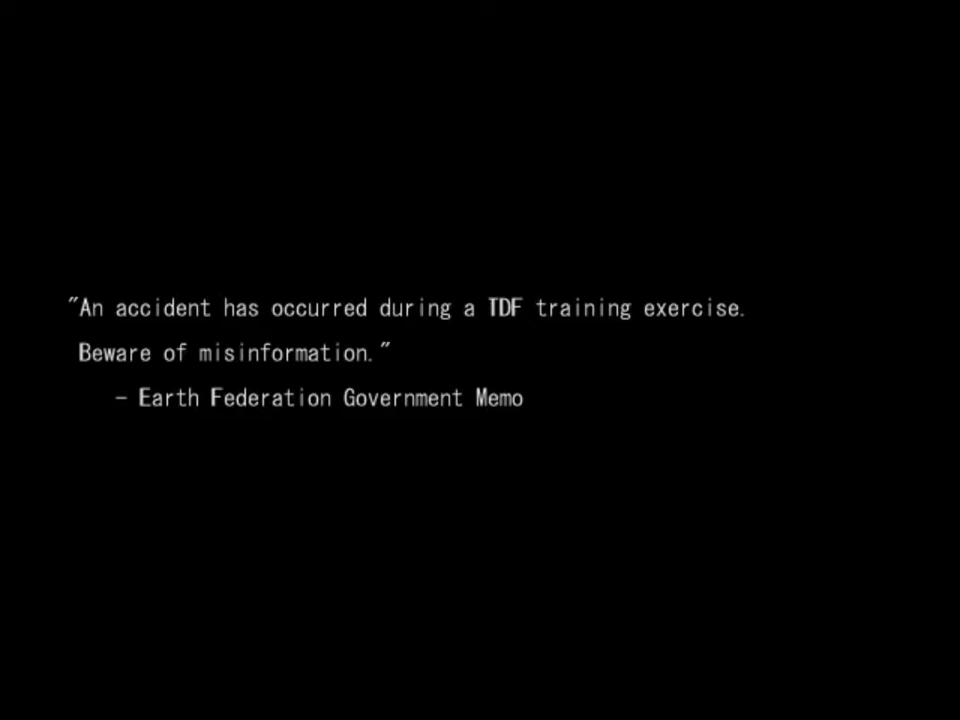 "An accident has occurred during a TDF training exercise.
Beware of misinformation."
- Earth Federation Government Memo